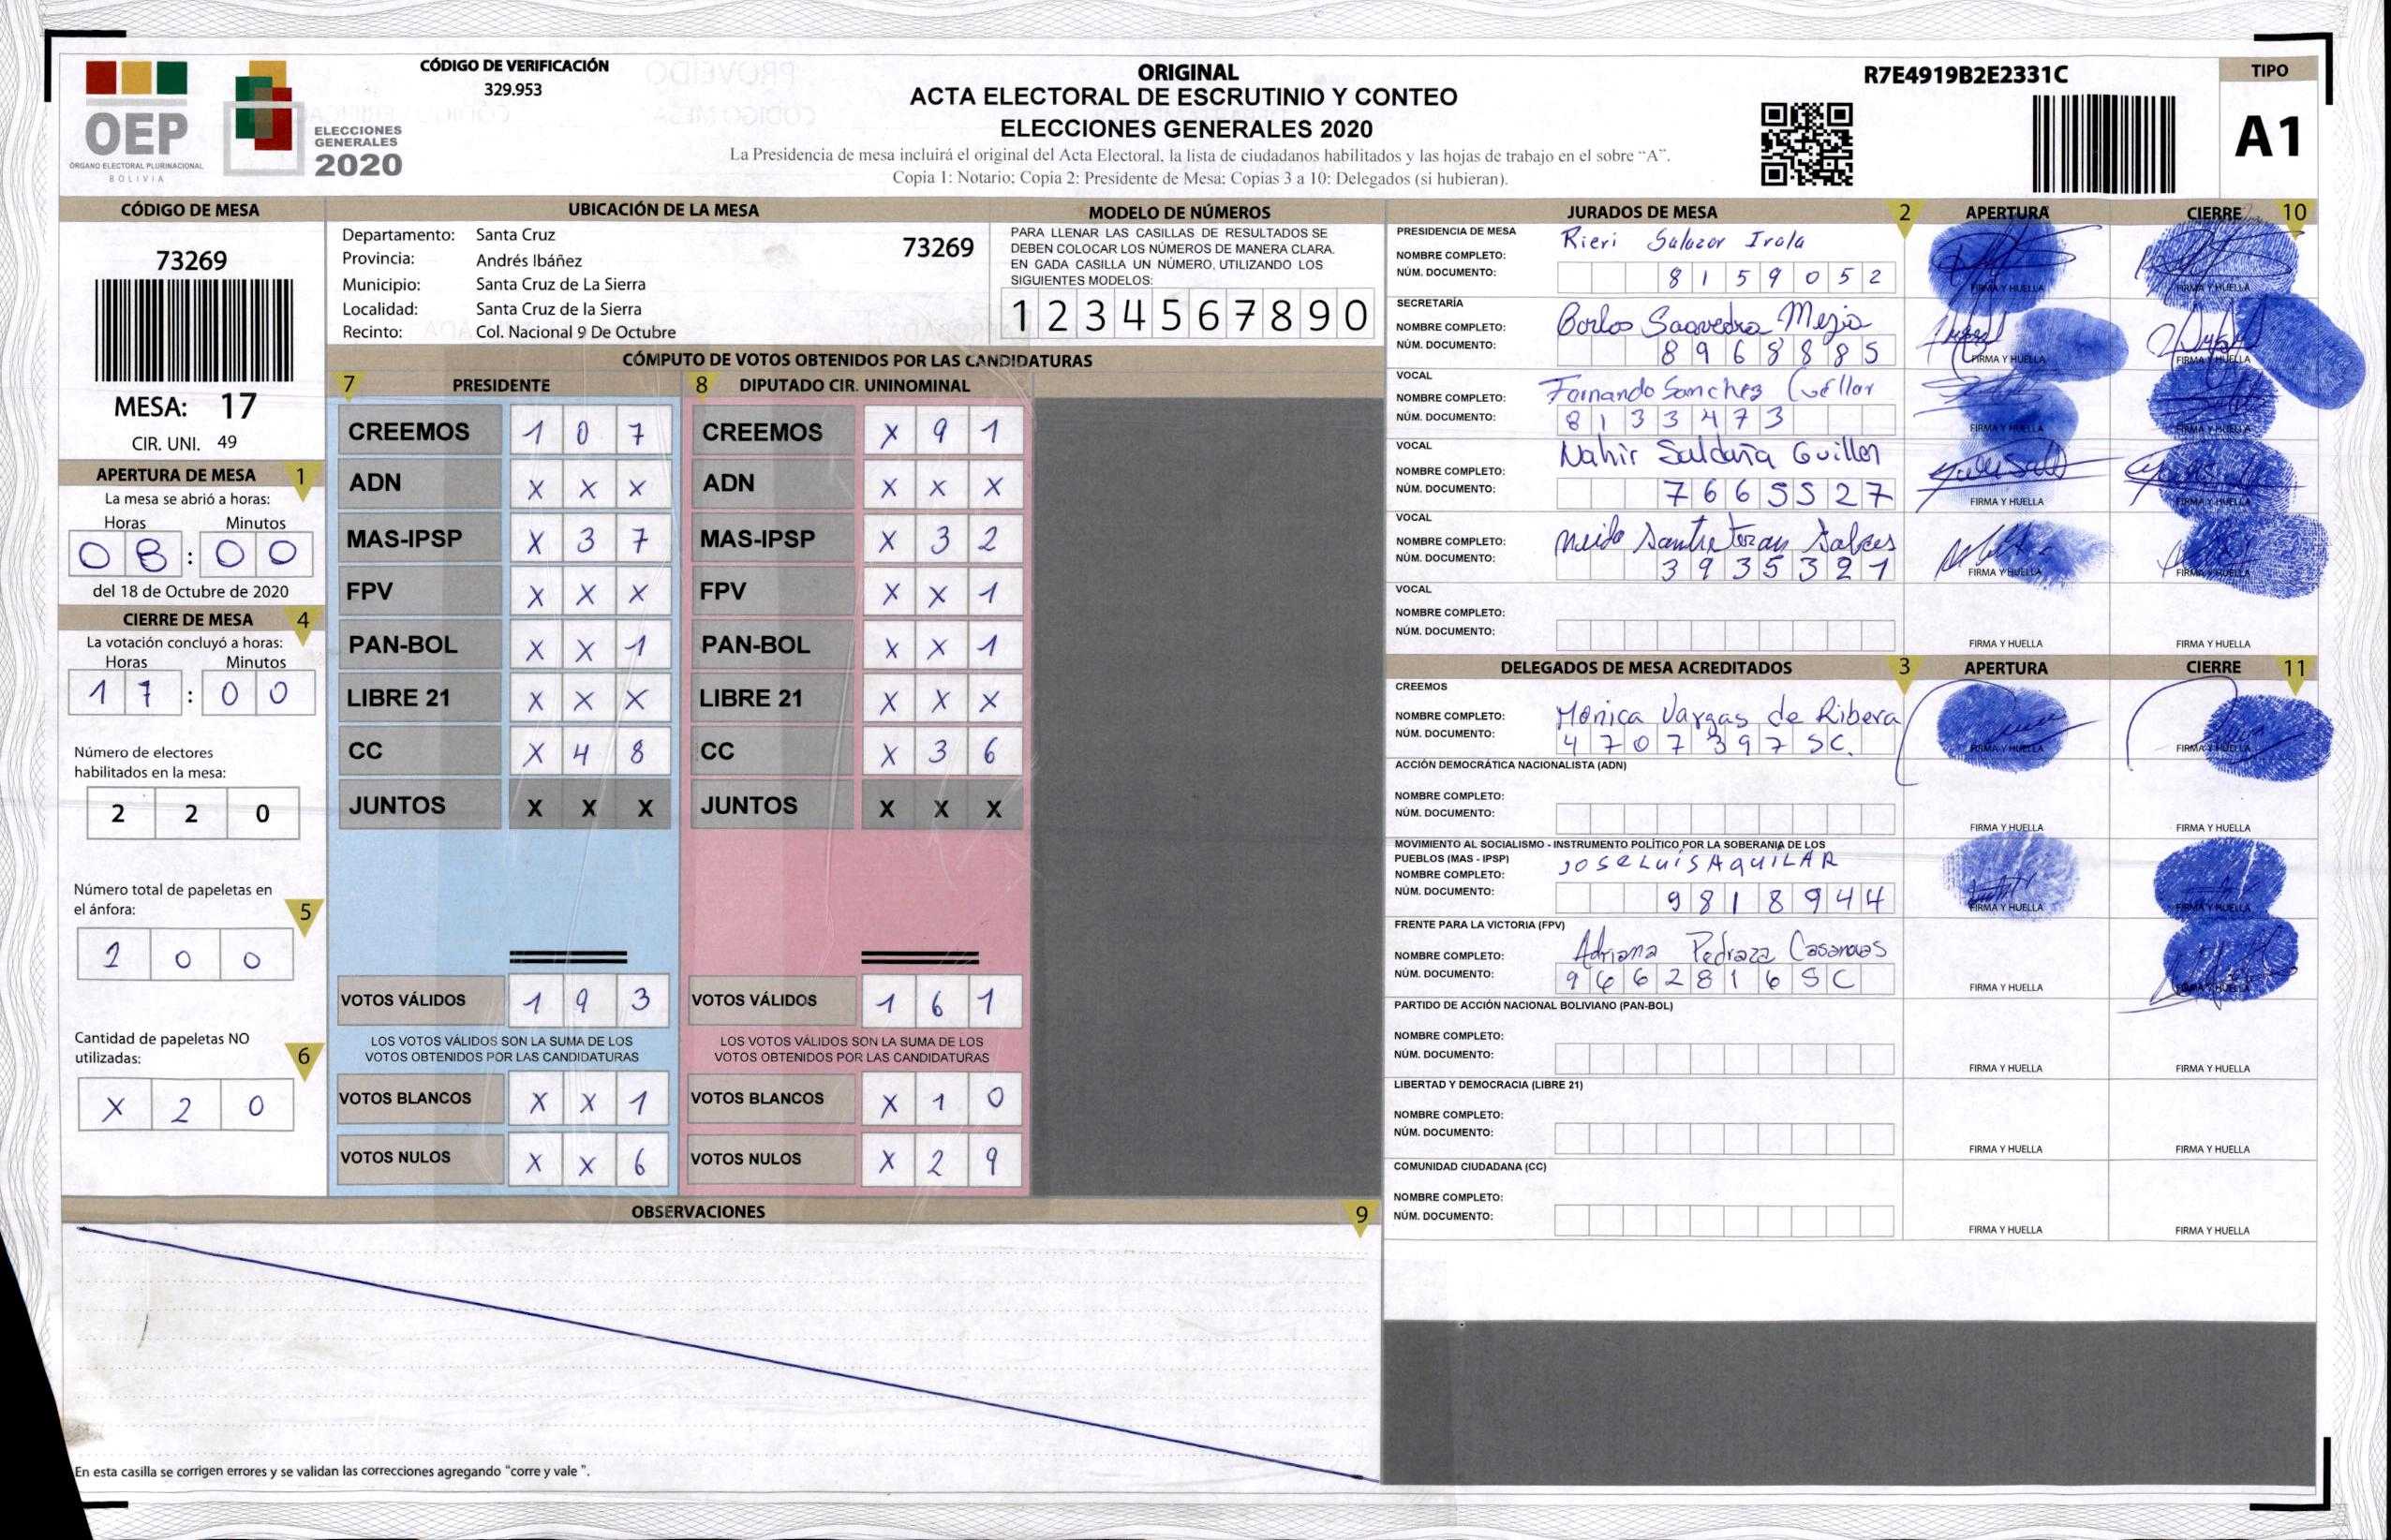 CÓDIGO DE VERIFICACIÓN
329.953
ORIGINAL
ACTA ELECTORAL DE ESCRUTINIO Y CONTEO
ELECCIONES GENERALES 2020
La Presidencia de mesa incluirá el original del Acta Electoral, la lista de ciudadanos habilitados y las hojas de trabajo en el sobre "A".
Copia 1: Notario; Copia 2: Presidente de Mesa; Copias 3 a 10: Delegados (si hubieran).
R7E4919B2E2331C
TIPO
A1
OEP
ÓRGANO ELECTORAL PLURINACIONAL
BOLIVIA
ELECCIONES
GENERALES
2020
CÓDIGO DE MESA
73269
MESA: 17
CIR. UNI. 49
APERTURA DE MESA 1
La mesa se abrió a horas:
Horas Minutos
08:00
del 18 de Octubre de 2020
CIERRE DE MESA 4
La votación concluyó a horas:
Horas Minutos
17:00
Número de electores
habilitados en la mesa:
2 2 0
Número total de papeletas en
el ánfora: 5
2 0 0
Cantidad de papeletas NO
utilizadas: 6
X 2 0
UBICACIÓN DE LA MESA
Departamento: Santa Cruz 73269
Provincia: Andrés Ibáñez
Municipio: Santa Cruz de La Sierra
Localidad: Santa Cruz de la Sierra
Recinto: Col. Nacional 9 De Octubre
MODELO DE NÚMEROS
PARA LLENAR LAS CASILLAS DE RESULTADOS SE
DEBEN COLOCAR LOS NÚMEROS DE MANERA CLARA.
EN GADA CASILLA UN NÚMERO, UTILIZANDO LOS
SIGUIENTES MODELOS:
1 2 3 4 5 6 7 8 9 0
CÓMPUTO DE VOTOS OBTENIDOS POR LAS CANDIDATURAS
7 PRESIDENTE
CREEMOS 1 0 7
ADN X X X
MAS-IPSP X 3 7
FPV X X X
PAN-BOL X X 1
LIBRE 21 X X X
CC X 4 8
JUNTOS X X X
VOTOS VÁLIDOS 1 9 3
LOS VOTOS VÁLIDOS SON LA SUMA DE LOS
VOTOS OBTENIDOS POR LAS CANDIDATURAS
VOTOS BLANCOS X X 1
VOTOS NULOS X X 6
8 DIPUTADO CIR. UNINOMINAL
CREEMOS X 9 1
ADN X X X
MAS-IPSP X 3 2
FPV X X 1
PAN-BOL X X 1
LIBRE 21 X X X
CC X 3 6
JUNTOS X X X
VOTOS VÁLIDOS 1 6 1
LOS VOTOS VÁLIDOS SON LA SUMA DE LOS
VOTOS OBTENIDOS POR LAS CANDIDATURAS
VOTOS BLANCOS X 1 0
VOTOS NULOS X 2 9
OBSERVACIONES 9
En esta casilla se corrigen errores y se validan las correcciones agregando "corre y vale ".
JURADOS DE MESA 2 APERTURA CIERRE 10
PRESIDENCIA DE MESA
NOMBRE COMPLETO: Rieri Salazar Irala
NÚM. DOCUMENTO: 8159052
FIRMA Y HUELLA FIRMA Y HUELLA
SECRETARÍA
NOMBRE COMPLETO: Saavedra Mejia
NÚM. DOCUMENTO: 8968885
FIRMA Y HUELLA FIRMA Y HUELLA
VOCAL
NOMBRE COMPLETO: Fernando Sanchez Cuellar
NÚM. DOCUMENTO: 8133473
FIRMA Y HUELLA FIRMA Y HUELLA
VOCAL
NOMBRE COMPLETO: Nahir Saldaña Guillen
NÚM. DOCUMENTO: 7665527
FIRMA Y HUELLA FIRMA Y HUELLA
VOCAL
NOMBRE COMPLETO:
NÚM. DOCUMENTO: 3935321
FIRMA Y HUELLA FIRMA Y HUELLA
VOCAL
NOMBRE COMPLETO:
NÚM. DOCUMENTO:
FIRMA Y HUELLA FIRMA Y HUELLA
DELEGADOS DE MESA ACREDITADOS 3 APERTURA CIERRE 11
CREEMOS
NOMBRE COMPLETO: Monica Vargas de Ribera
NÚM. DOCUMENTO: 4707397 SC.
FIRMA Y HUELLA FIRMA Y HUELLA
ACCIÓN DEMOCRÁTICA NACIONALISTA (ADN)
NOMBRE COMPLETO:
NÚM. DOCUMENTO:
FIRMA Y HUELLA FIRMA Y HUELLA
MOVIMIENTO AL SOCIALISMO - INSTRUMENTO POLÍTICO POR LA SOBERANÍA DE LOS
PUEBLOS (MAS - IPSP)
NOMBRE COMPLETO: JOSE LUIS AQUILAR
NÚM. DOCUMENTO: 9818944
FIRMA Y HUELLA FIRMA Y HUELLA
FRENTE PARA LA VICTORIA (FPV)
NOMBRE COMPLETO: Adriana Pedraza Casanovas
NÚM. DOCUMENTO: 9662816 SC
FIRMA Y HUELLA
PARTIDO DE ACCIÓN NACIONAL BOLIVIANO (PAN-BOL)
NOMBRE COMPLETO:
NÚM. DOCUMENTO:
FIRMA Y HUELLA FIRMA Y HUELLA
LIBERTAD Y DEMOCRACIA (LIBRE 21)
NOMBRE COMPLETO:
NÚM. DOCUMENTO:
FIRMA Y HUELLA FIRMA Y HUELLA
COMUNIDAD CIUDADANA (CC)
NOMBRE COMPLETO:
NÚM. DOCUMENTO:
FIRMA Y HUELLA FIRMA Y HUELLA